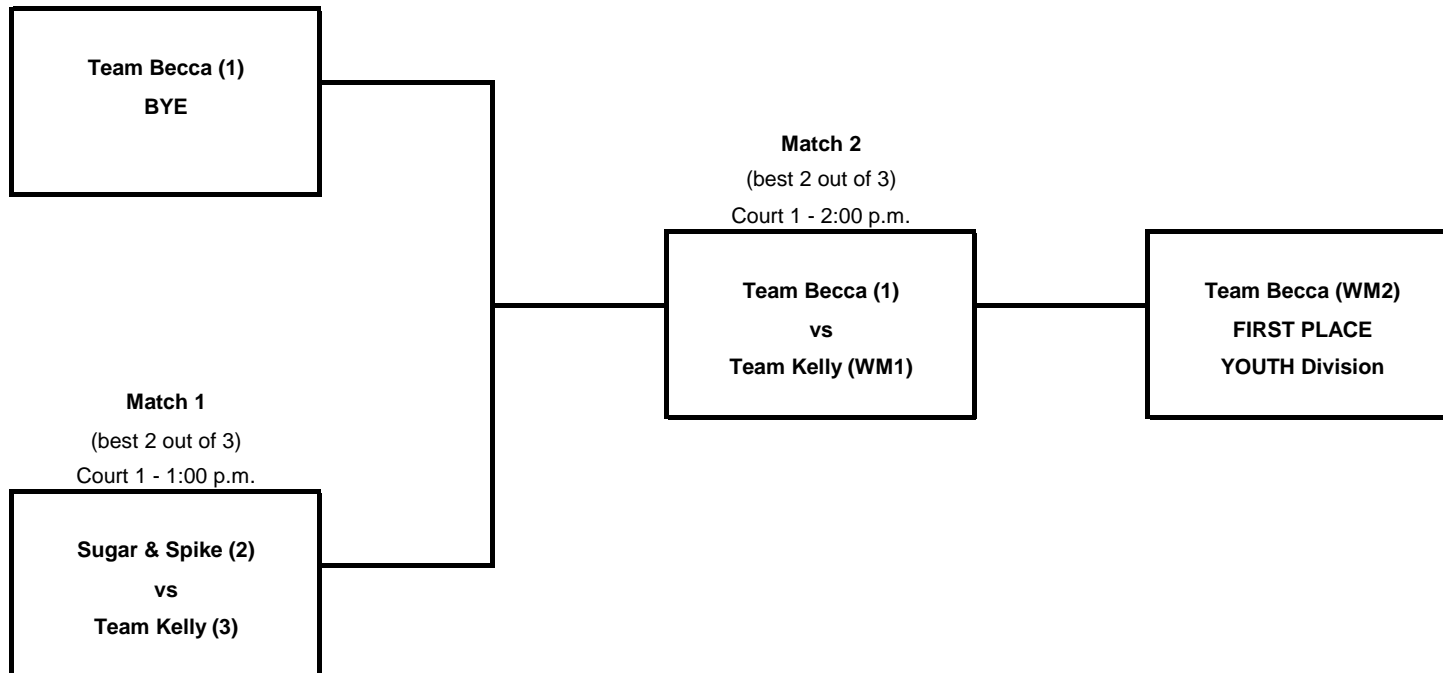 Team Becca (1)
BYE
Match 2
(best 2 out of 3)
Court 1 - 2:00 p.m.
Team Becca (1)
vs
Team Kelly (WM1)
Team Becca (WM2)
FIRST PLACE
YOUTH Division
Match 1
(best 2 out of 3)
Court 1 - 1:00 p.m.
Sugar & Spike (2)
vs
Team Kelly (3)